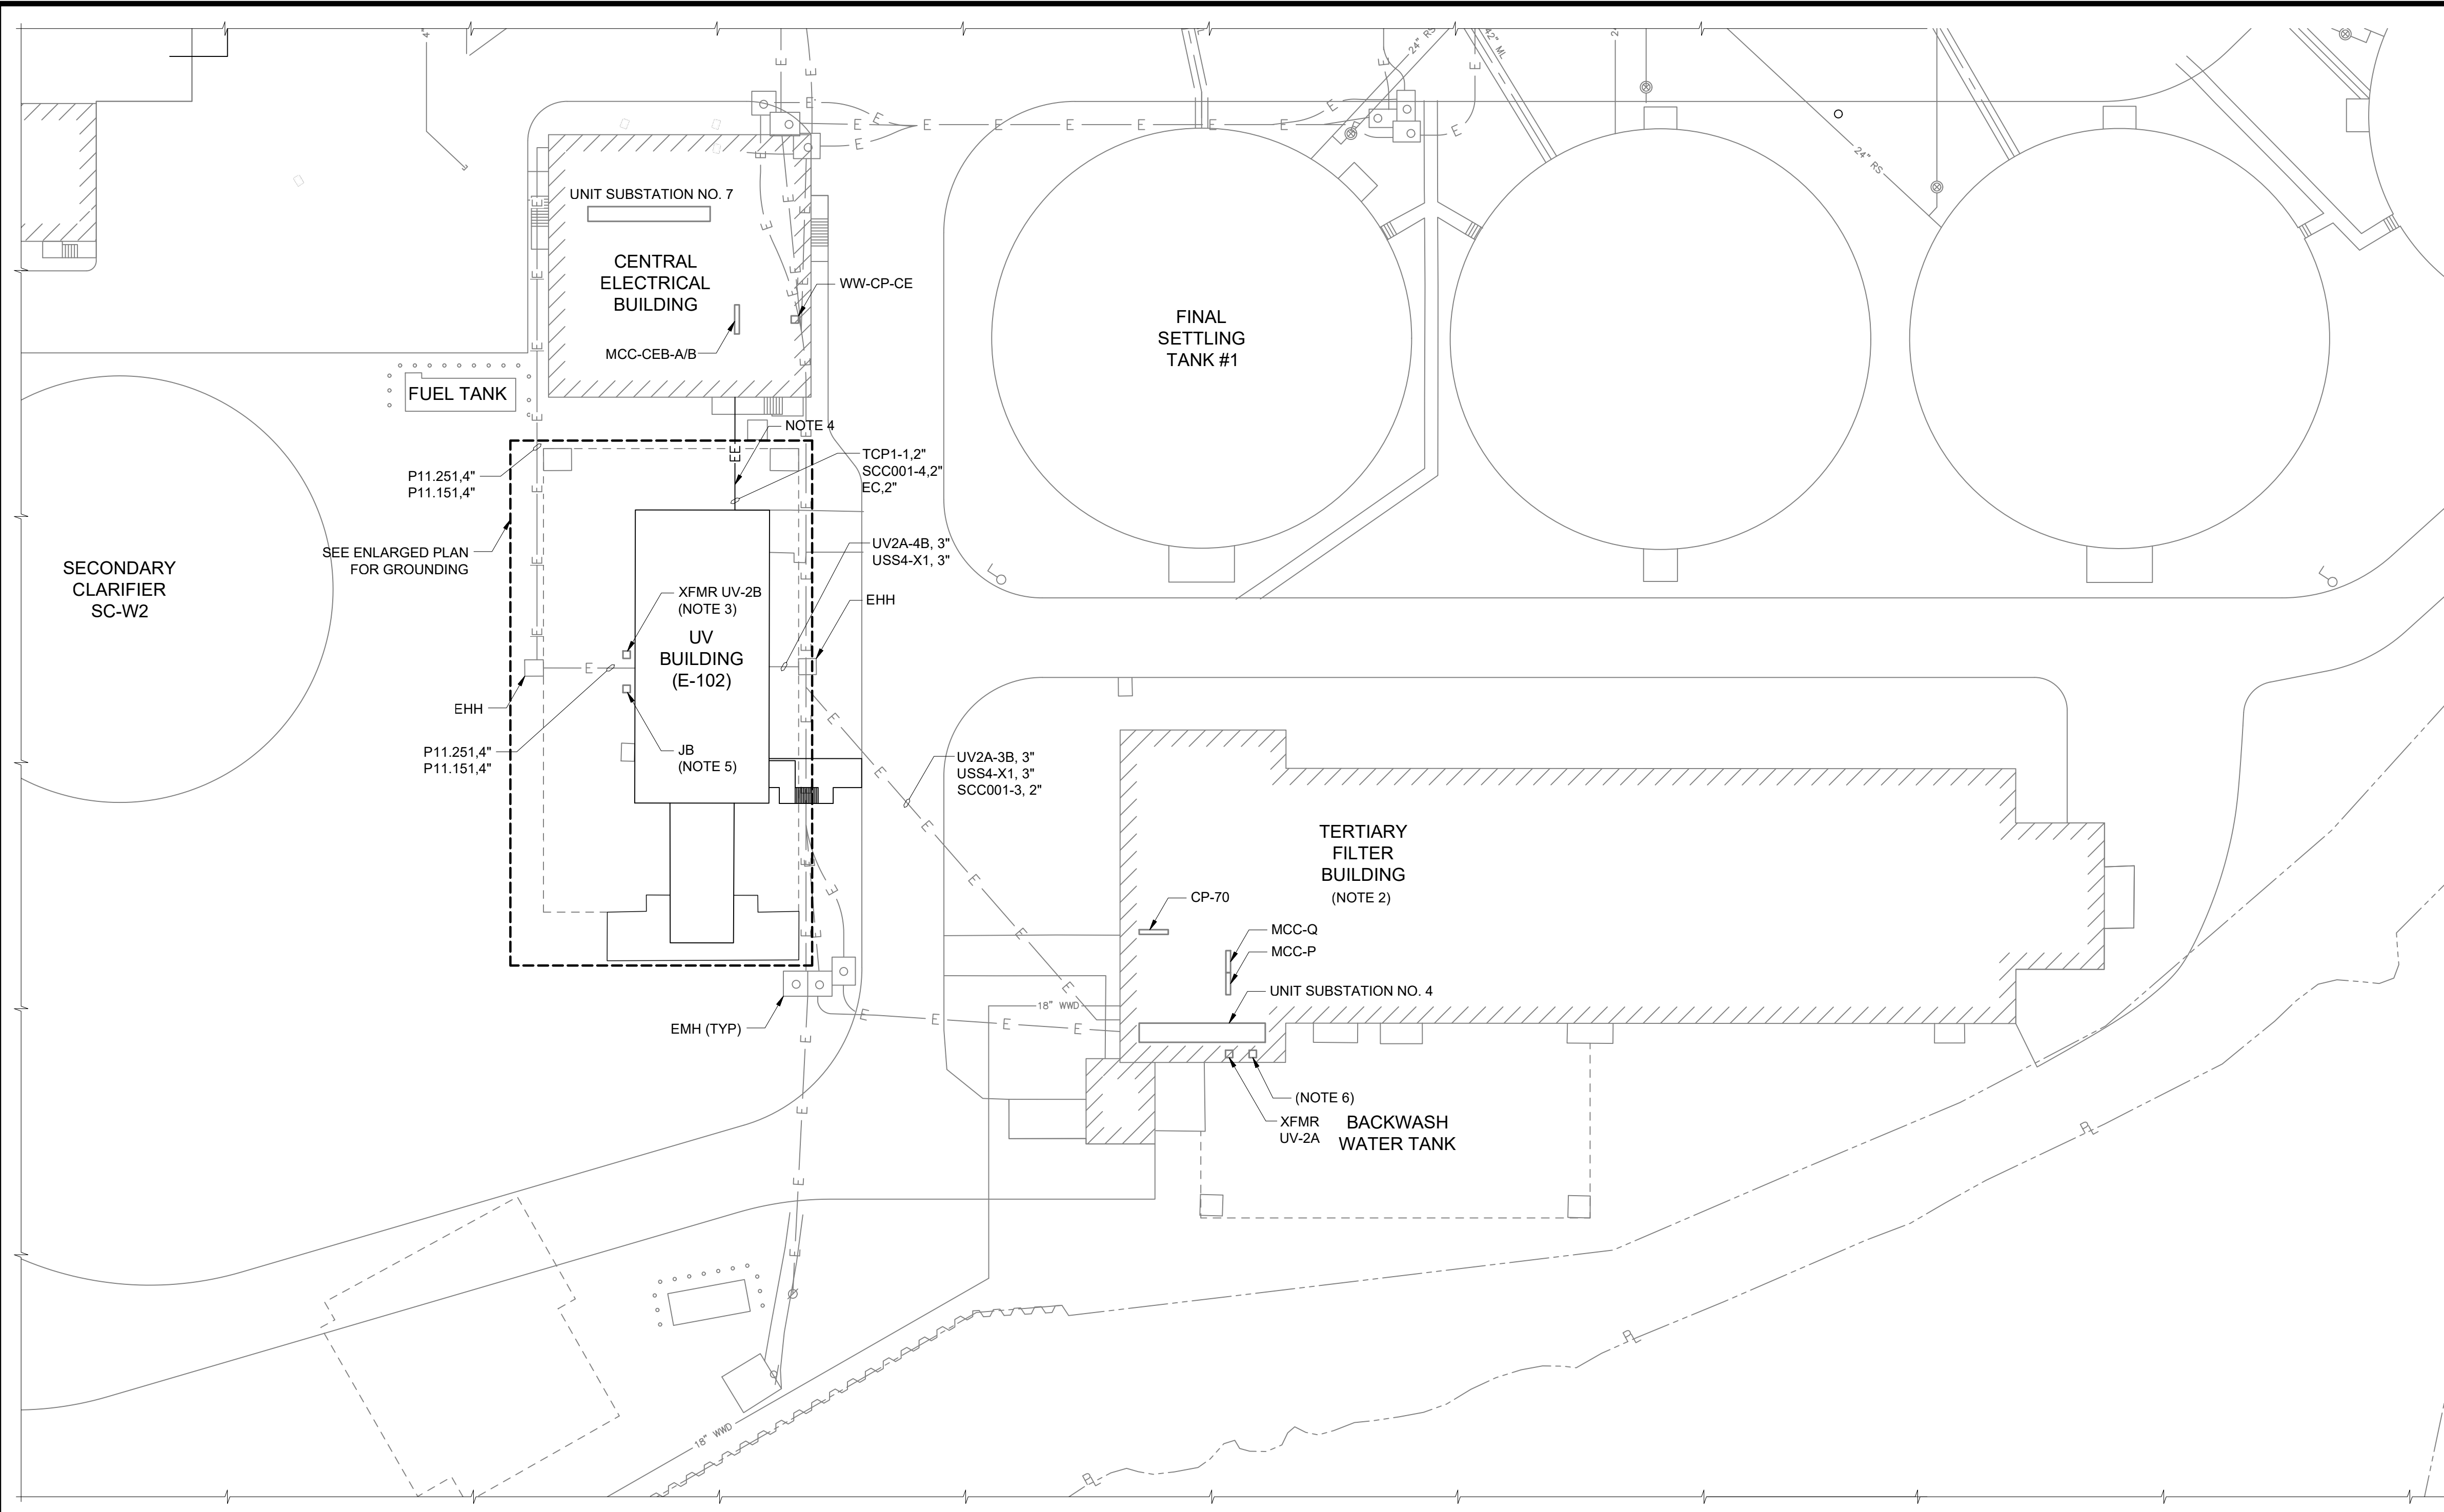 4"
24" RS
42" ML
24" RS
UNIT SUBSTATION NO. 7
CENTRAL
ELECTRICAL
BUILDING
WW-CP-CE
MCC-CEB-A/B
FUEL TANK
FINAL
SETTLING
TANK #1
NOTE 4
TCP1-1,2"
SCC001-4,2"
EC,2"
P11.251,4"
P11.151,4"
SEE ENLARGED PLAN
FOR GROUNDING
UV2A-4B, 3"
USS4-X1, 3"
SECONDARY
CLARIFIER
SC-W2
XFMR UV-2B
(NOTE 3)
EHH
UV
BUILDING
(E-102)
EHH
JB
(NOTE 5)
P11.251,4"
P11.151,4"
UV2A-3B, 3"
USS4-X1, 3"
SCC001-3, 2"
TERTIARY
FILTER
BUILDING
(NOTE 2)
CP-70
MCC-Q
MCC-P
UNIT SUBSTATION NO. 4
18" WWD
EMH (TYP)
(NOTE 6)
XFMR
UV-2A
BACKWASH
WATER TANK
18" WWD